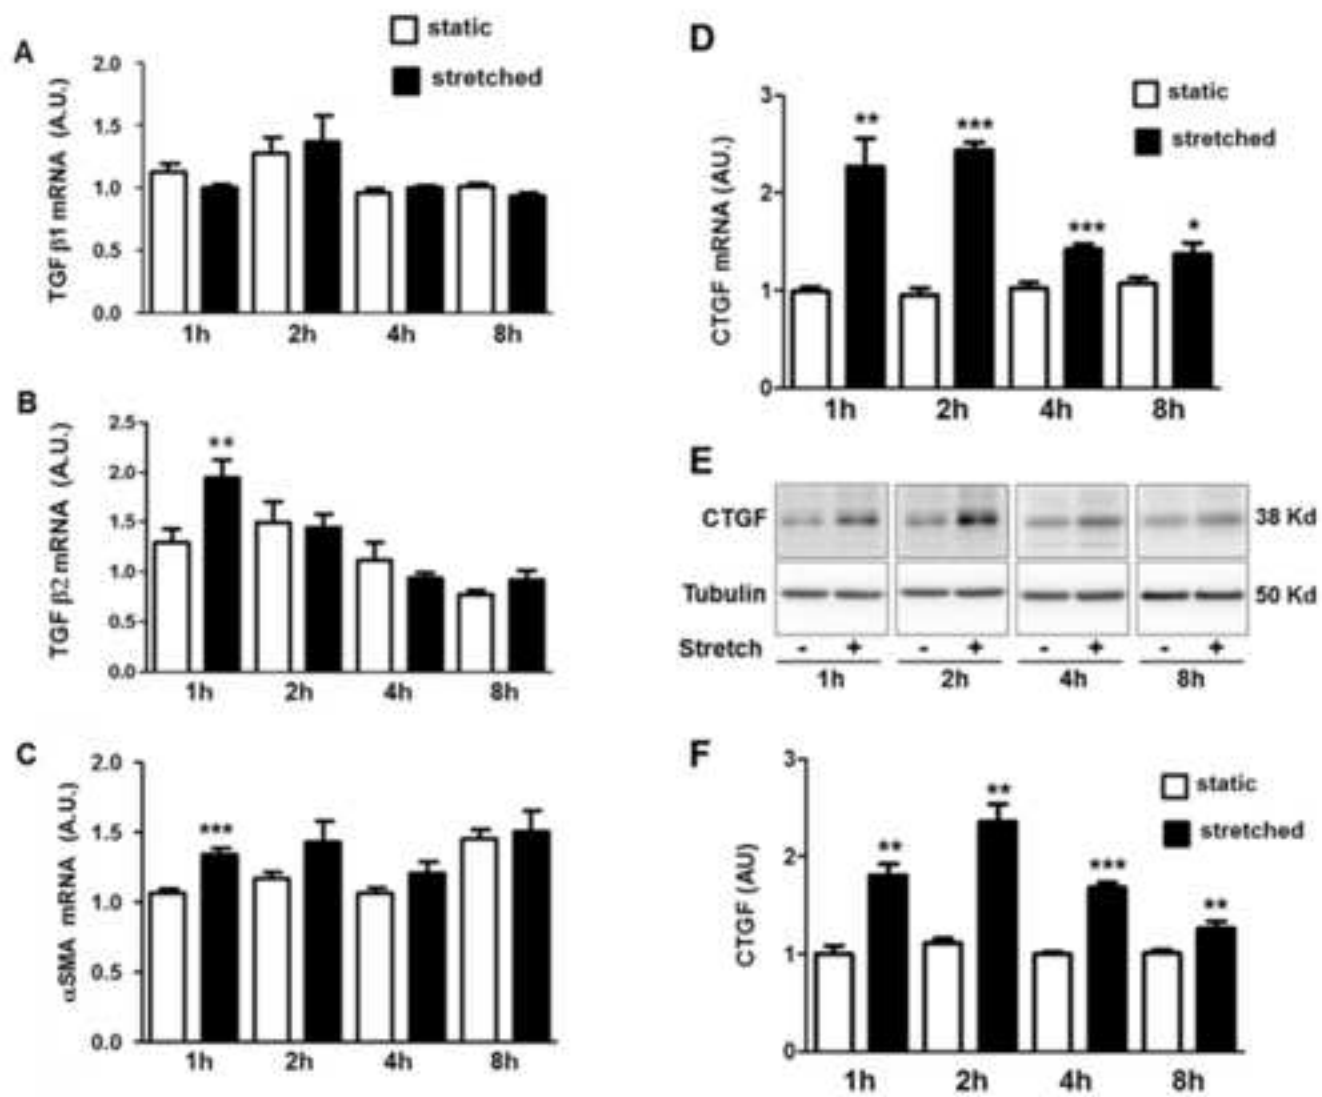 A
static
stretched
TGF β1 mRNA (A.U.)
2.0
1.5
1.0
0.5
0.0
1h 2h 4h 8h
B
**
TGF β2 mRNA (A.U.)
2.5
2.0
1.5
1.0
0.5
0.0
1h 2h 4h 8h
C
***
αSMA mRNA (A.U.)
2.0
1.5
1.0
0.5
0.0
1h 2h 4h 8h
D
static
stretched
** *** *** *
CTGF mRNA (AU.)
3
2
1
0
1h 2h 4h 8h
E
CTGF 38 Kd
Tubulin 50 Kd
Stretch - + - + - + - +
1h 2h 4h 8h
F
static
stretched
** ** *** **
CTGF (AU)
3
2
1
0
1h 2h 4h 8h